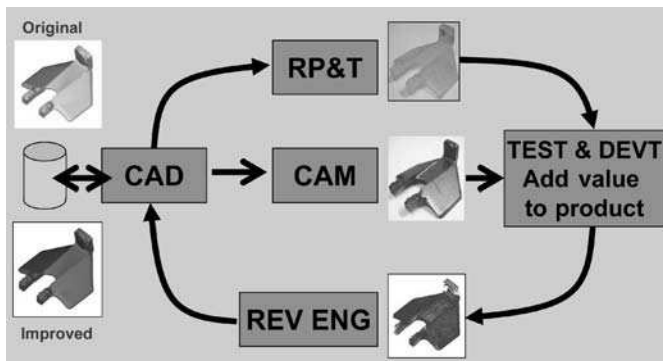 Original
RP&T
CAD
CAM
TEST & DEVT
Add value
to product
REV ENG
Improved